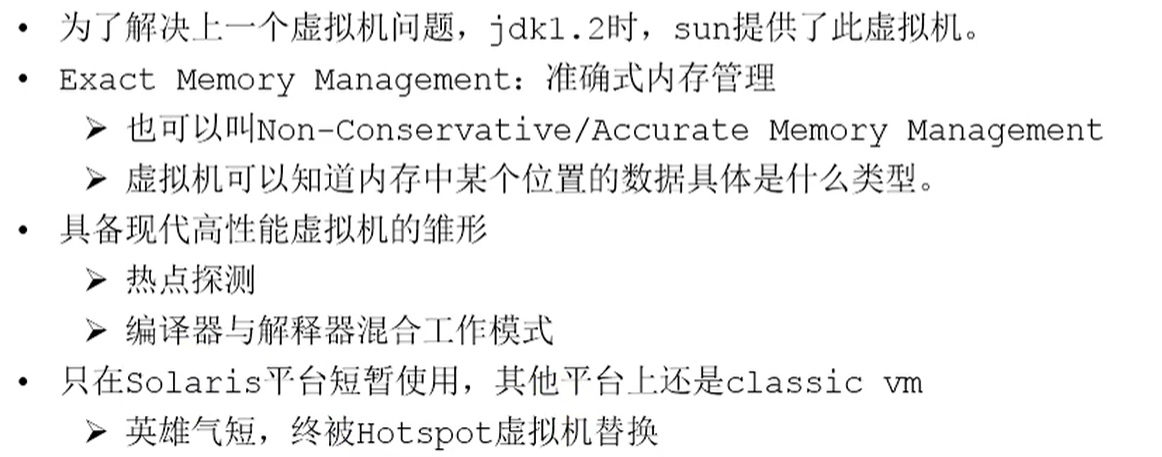 • 为了解决上一个虚拟机问题，jdk1.2时，sun提供了此虚拟机。
• Exact Memory Management：准确式内存管理
➢ 也可以叫Non-Conservative/Accurate Memory Management
➢ 虚拟机可以知道内存中某个位置的数据具体是什么类型。
• 具备现代高性能虚拟机的雏形
➢ 热点探测
➢ 编译器与解释器混合工作模式
• 只在Solaris平台短暂使用，其他平台上还是classic vm
➢ 英雄气短，终被Hotspot虚拟机替换